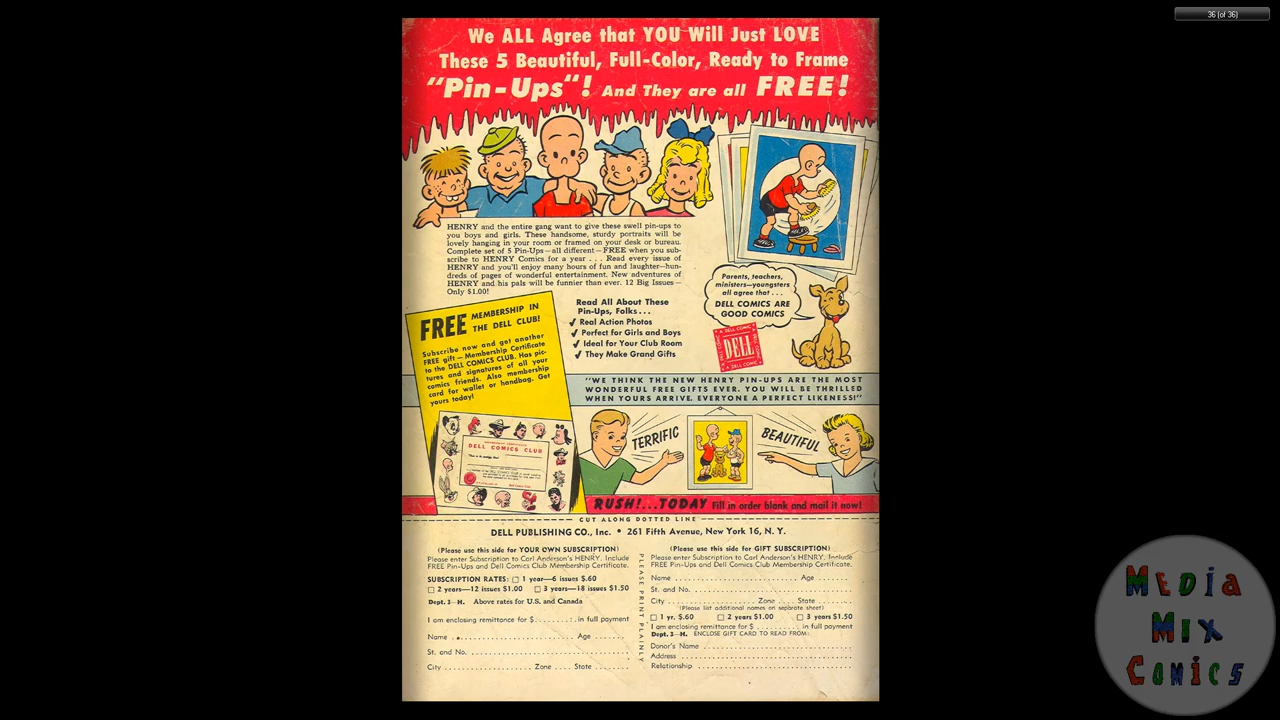 36 (of 36)
We ALL Agree that YOU Will Just LOVE
These 5 Beautiful, Full-Color, Ready to Frame
"Pin-Ups"! And They are all FREE!
HENRY and the entire gang want to give these swell pin-ups to
you boys and girls. These handsome, sturdy portraits will be
lovely hanging in your room or framed on your desk or bureau.
Complete set of 5 Pin-Ups—all different—FREE when you sub-
scribe to HENRY Comics for a year . . . Read every issue of
HENRY and you'll enjoy many hours of fun and laughter—hun-
dreds of pages of wonderful entertainment. New adventures of
HENRY and his pals will be funnier than ever. 12 Big Issues—
Only $1.00!
Parents, teachers,
ministers—youngsters
all agree that . . .
DELL COMICS ARE
GOOD COMICS
A DELL COMIC
DELL
FREE MEMBERSHIP IN
THE DELL CLUB!
Subscribe now and get another
FREE gift — Membership Certificate
to the DELL COMICS CLUB. Has pic-
tures and signatures of all your
comics friends. Also membership
card for wallet or handbag. Get
yours today!
DELL COMICS CLUB
Read All About These
Pin-Ups, Folks . . .
✓ Real Action Photos
✓ Perfect for Girls and Boys
✓ Ideal for Your Club Room
✓ They Make Grand Gifts
"WE THINK THE NEW HENRY PIN-UPS ARE THE MOST
WONDERFUL FREE GIFTS EVER. YOU WILL BE THRILLED
WHEN YOURS ARRIVE. EVERYONE A PERFECT LIKENESS!"
TERRIFIC
BEAUTIFUL
RUSH!...TODAY Fill in order blank and mail it now!
CUT ALONG DOTTED LINE
DELL PUBLISHING CO., Inc. • 261 Fifth Avenue, New York 16, N. Y.
(Please use this side for YOUR OWN SUBSCRIPTION)
Please enter Subscription to Carl Anderson's HENRY. Include
FREE Pin-Ups and Dell Comics Club Membership Certificate.
SUBSCRIPTION RATES: □ 1 year—6 issues $.60
□ 2 years—12 issues $1.00 □ 3 years—18 issues $1.50
Dept. 3-H. Above rates for U.S. and Canada
I am enclosing remittance for $ . . . . . . . . . in full payment
Name . . . . . . . . . . Age . . . . . .
St. and No. . . . . . . . . . .
City . . . . . . . . . . Zone . . . . State . . . . . .
PLEASE PRINT PLAINLY
(Please use this side for GIFT SUBSCRIPTION)
Please enter Subscription to Carl Anderson's HENRY. Include
FREE Pin-Ups and Dell Comics Club Membership Certificate.
Name . . . . . . . . . . Age . . . . . .
St. and No. . . . . . . . . . .
City . . . . . . . . . . Zone . . . . State . . . . . .
(Please list additional names on separate sheet)
□ 1 yr. $.60 □ 2 years $1.00 □ 3 years $1.50
I am enclosing remittance for $ . . . . . . . . . in full payment
Dept. 3-H. ENCLOSE GIFT CARD TO READ FROM:
Donor's Name . . . . . . . . . .
Address . . . . . . . . . .
Relationship . . . . . . . . . .
MEDIA
MIX
COMICS